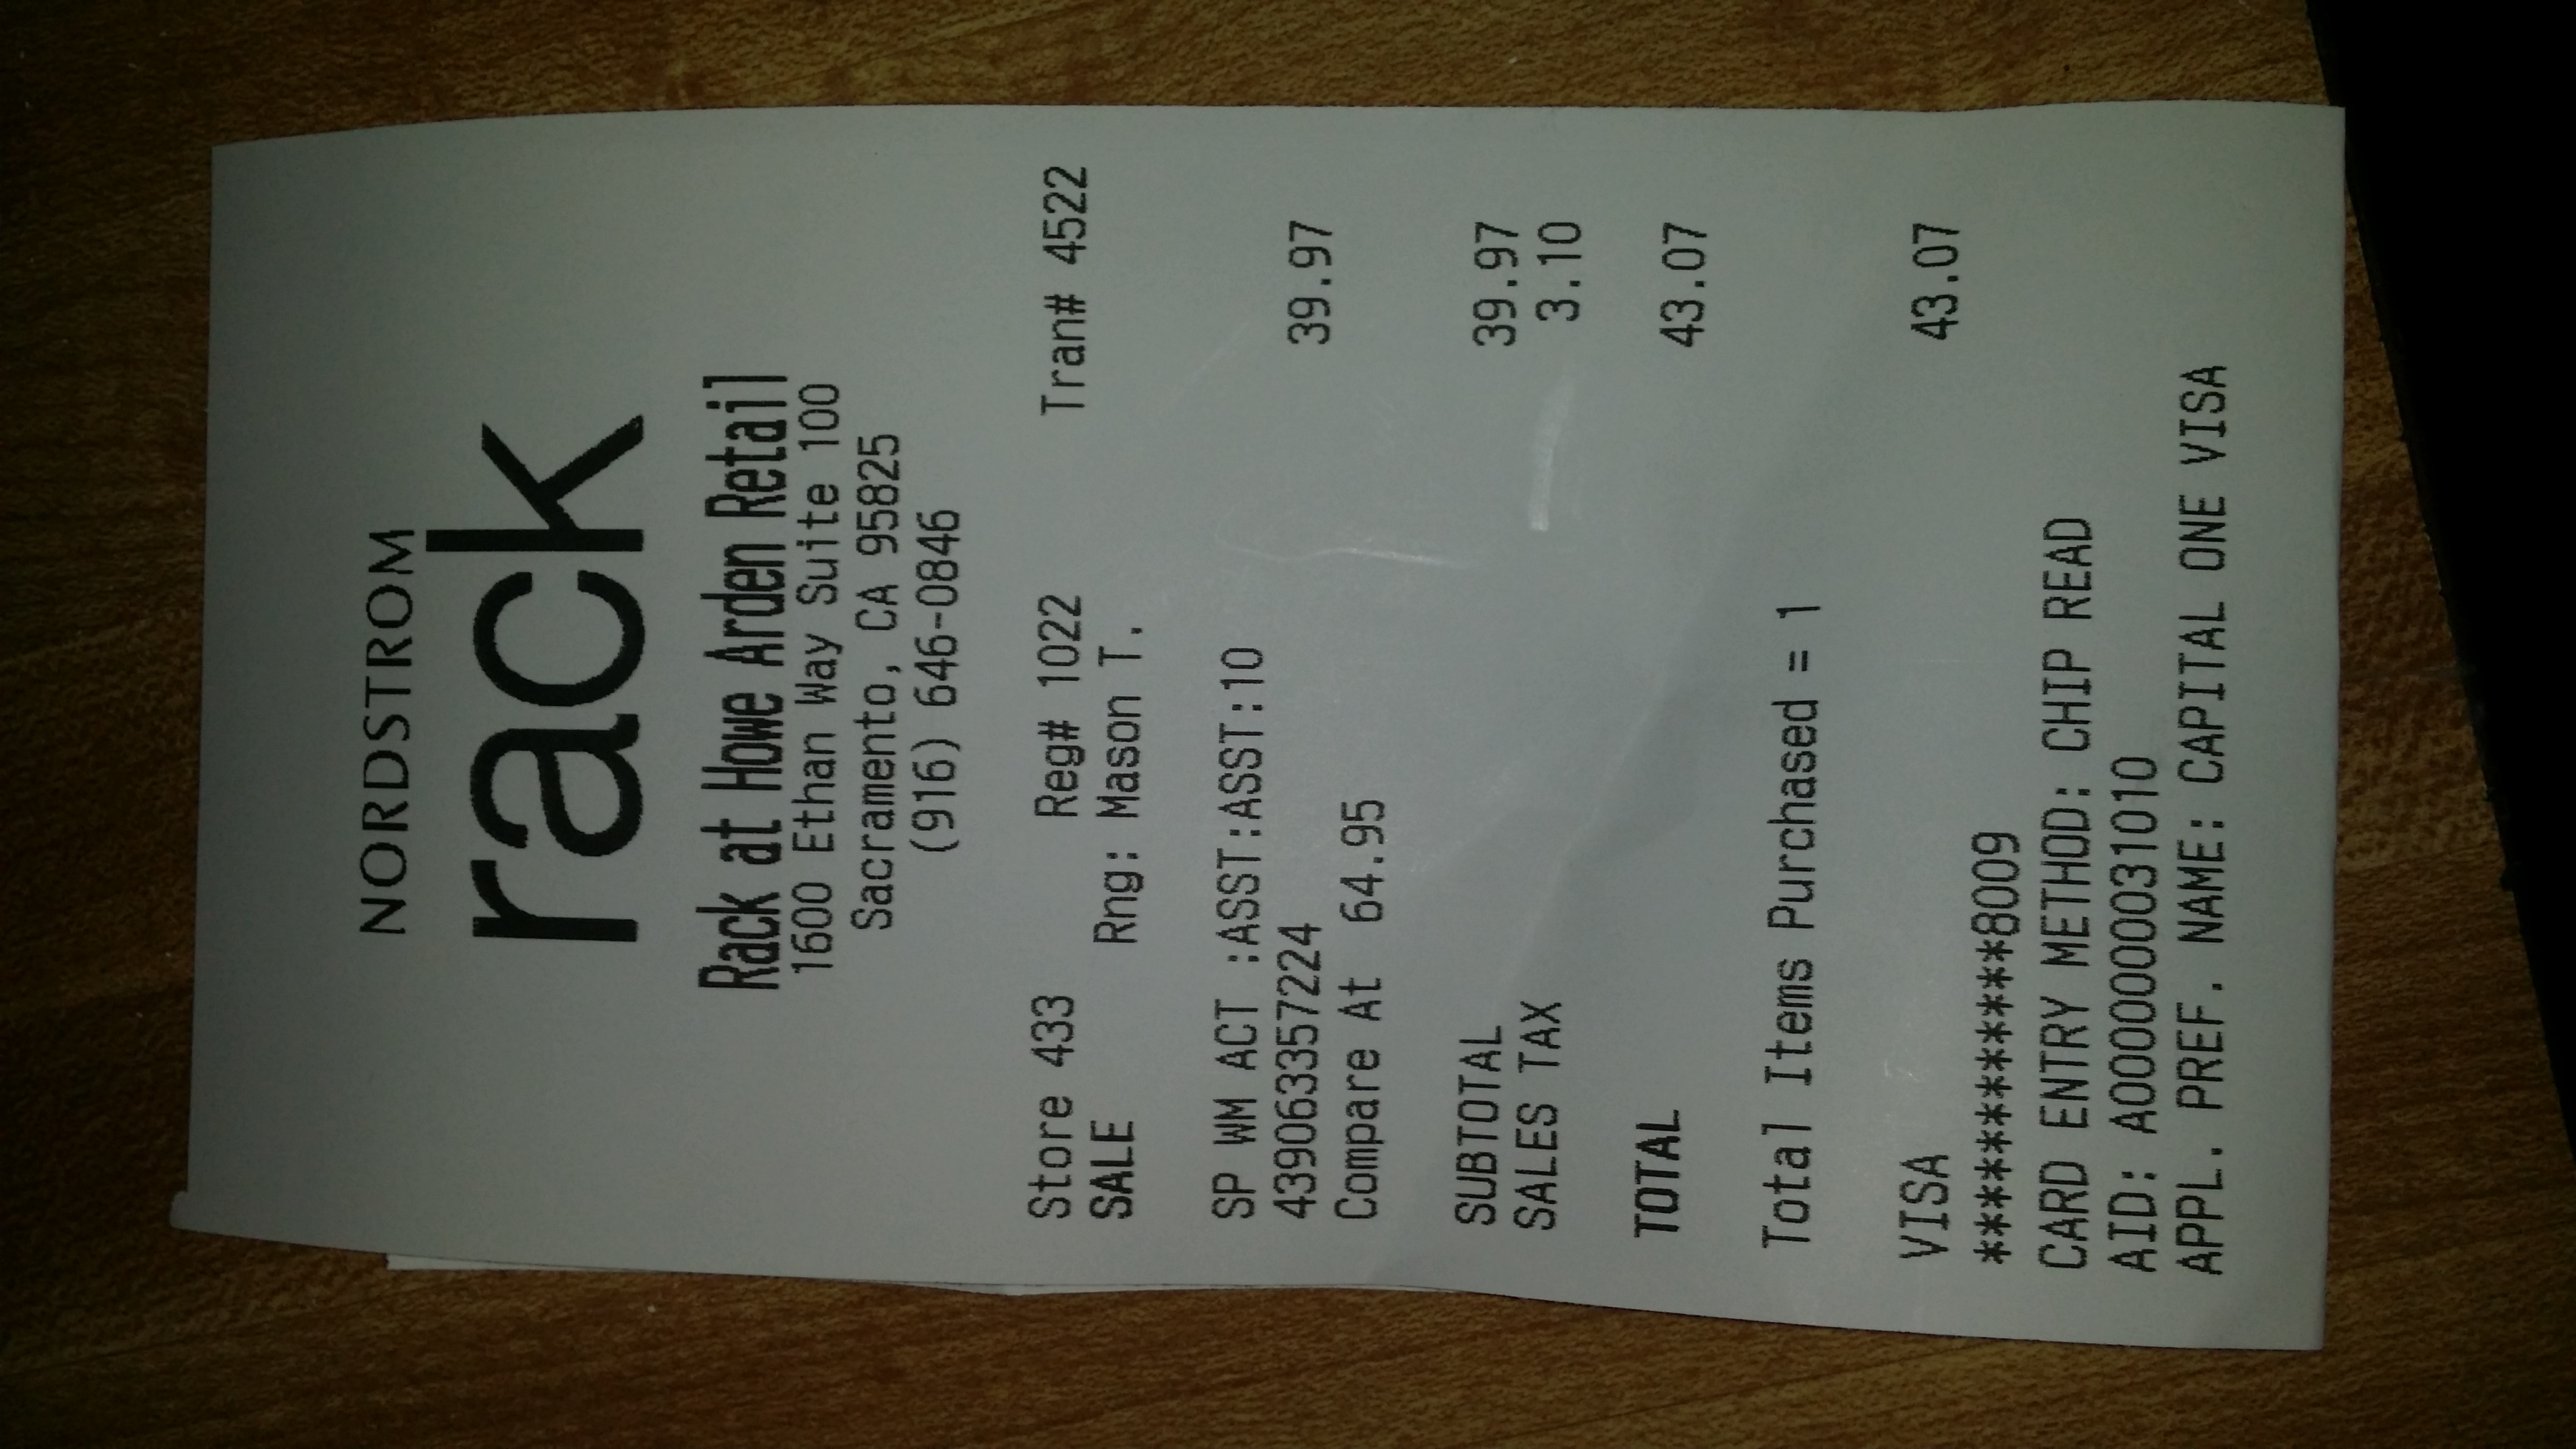 NORDSTROM
rack
Rack at Howe Arden Retail
1600 Ethan Way Suite 100
Sacramento, CA 95825
(916) 646-0846
Store 433 Reg# 1022 Tran# 4522
SALE Rng: Mason T.
SP WM ACT :ASST:ASST:10
439063357224 39.97
Compare At 64.95
SUBTOTAL 39.97
SALES TAX 3.10
TOTAL 43.07
Total Items Purchased = 1
VISA 43.07
************8009
CARD ENTRY METHOD: CHIP READ
AID: A0000000031010
APPL. PREF. NAME: CAPITAL ONE VISA